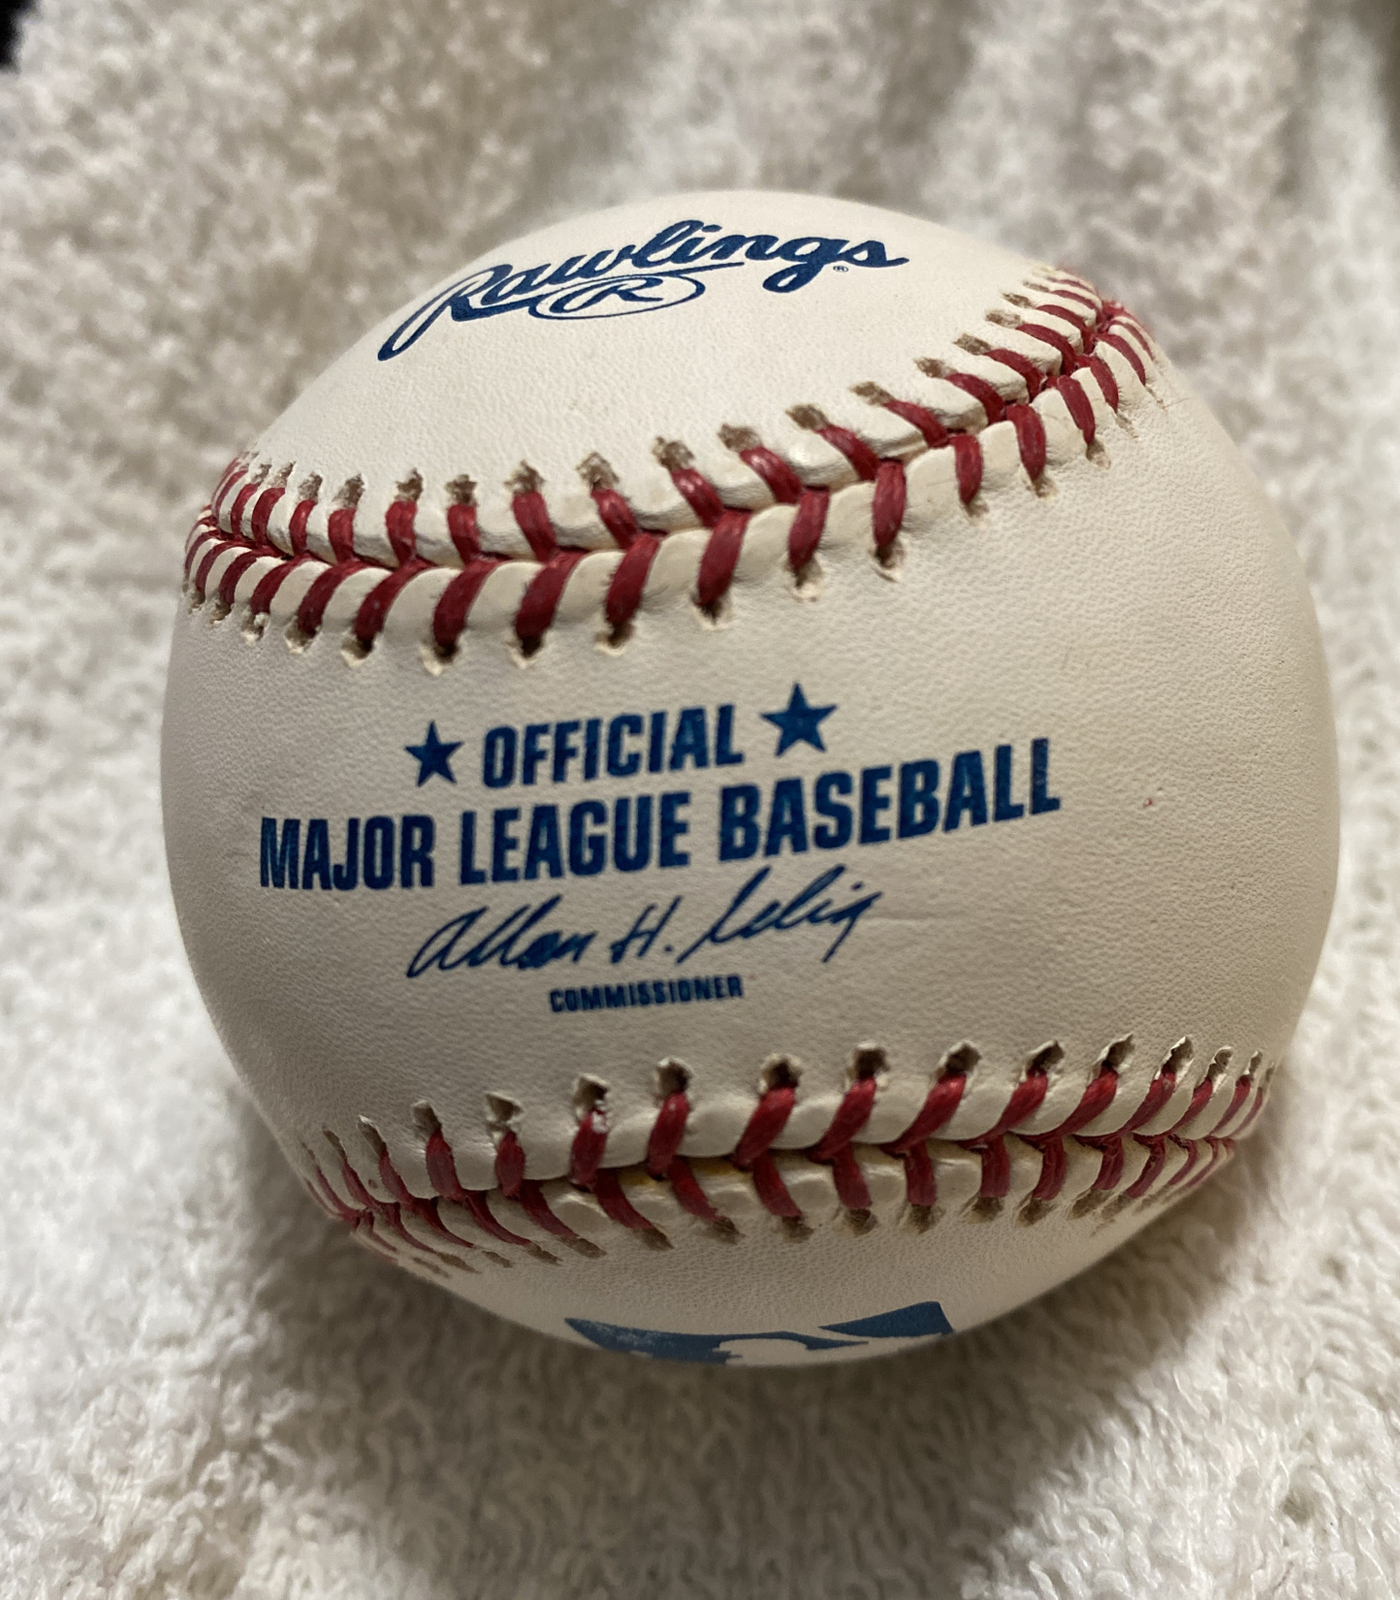 Rawlings®
R
★ OFFICIAL ★
MAJOR LEAGUE BASEBALL
Allan H. Selig
COMMISSIONER